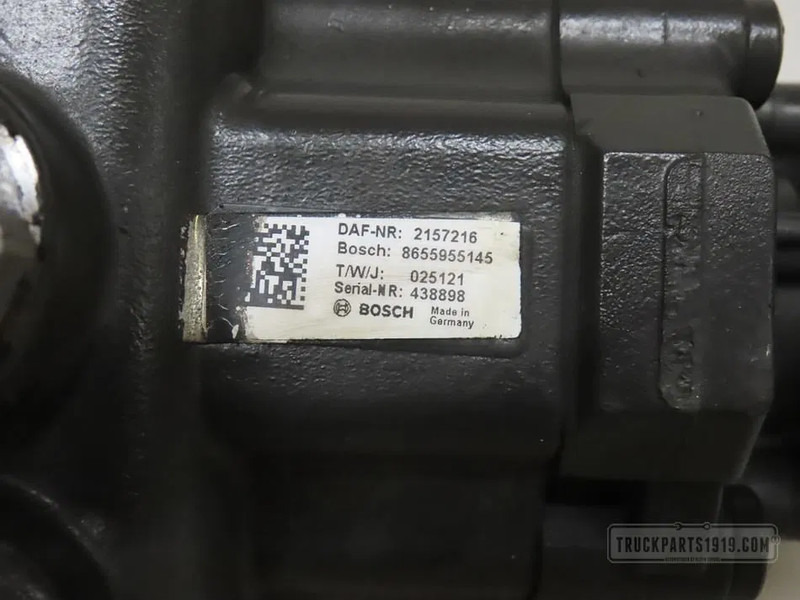 DAF-NR: 2157216
Bosch: 8655955145
T/W/J: 025121
Serial-NR: 438898
BOSCH Made in
Germany
TRUCKPARTS1919.COM